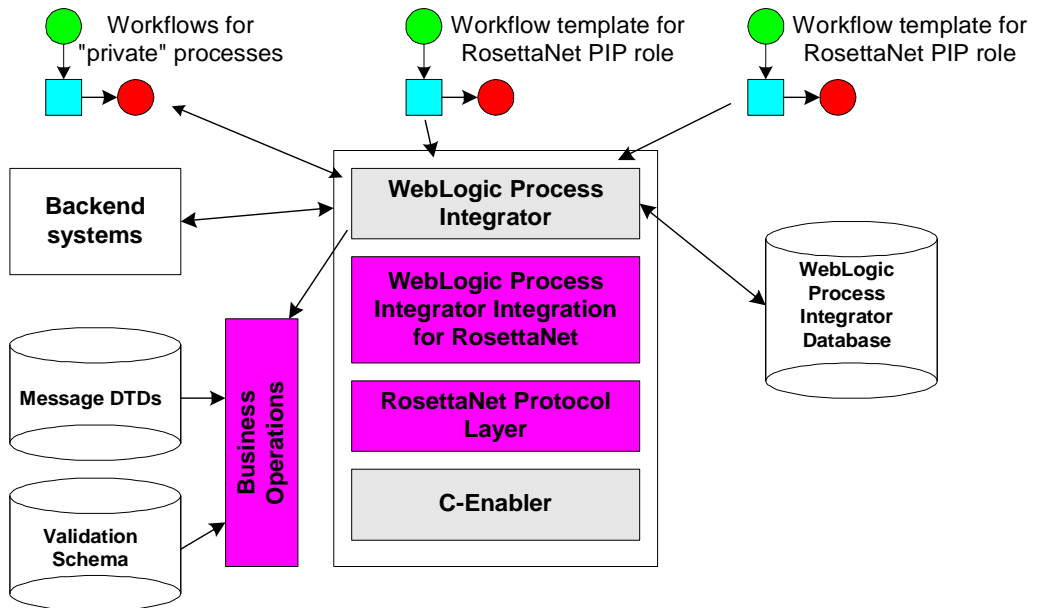 Workflows for
"private" processes
Workflow template for
RosettaNet PIP role
Workflow template for
RosettaNet PIP role
Backend
systems
WebLogic Process
Integrator
WebLogic Process
Integrator Integration
for RosettaNet
RosettaNet Protocol
Layer
C-Enabler
WebLogic
Process
Integrator
Database
Message DTDs
Business
Operations
Validation
Schema